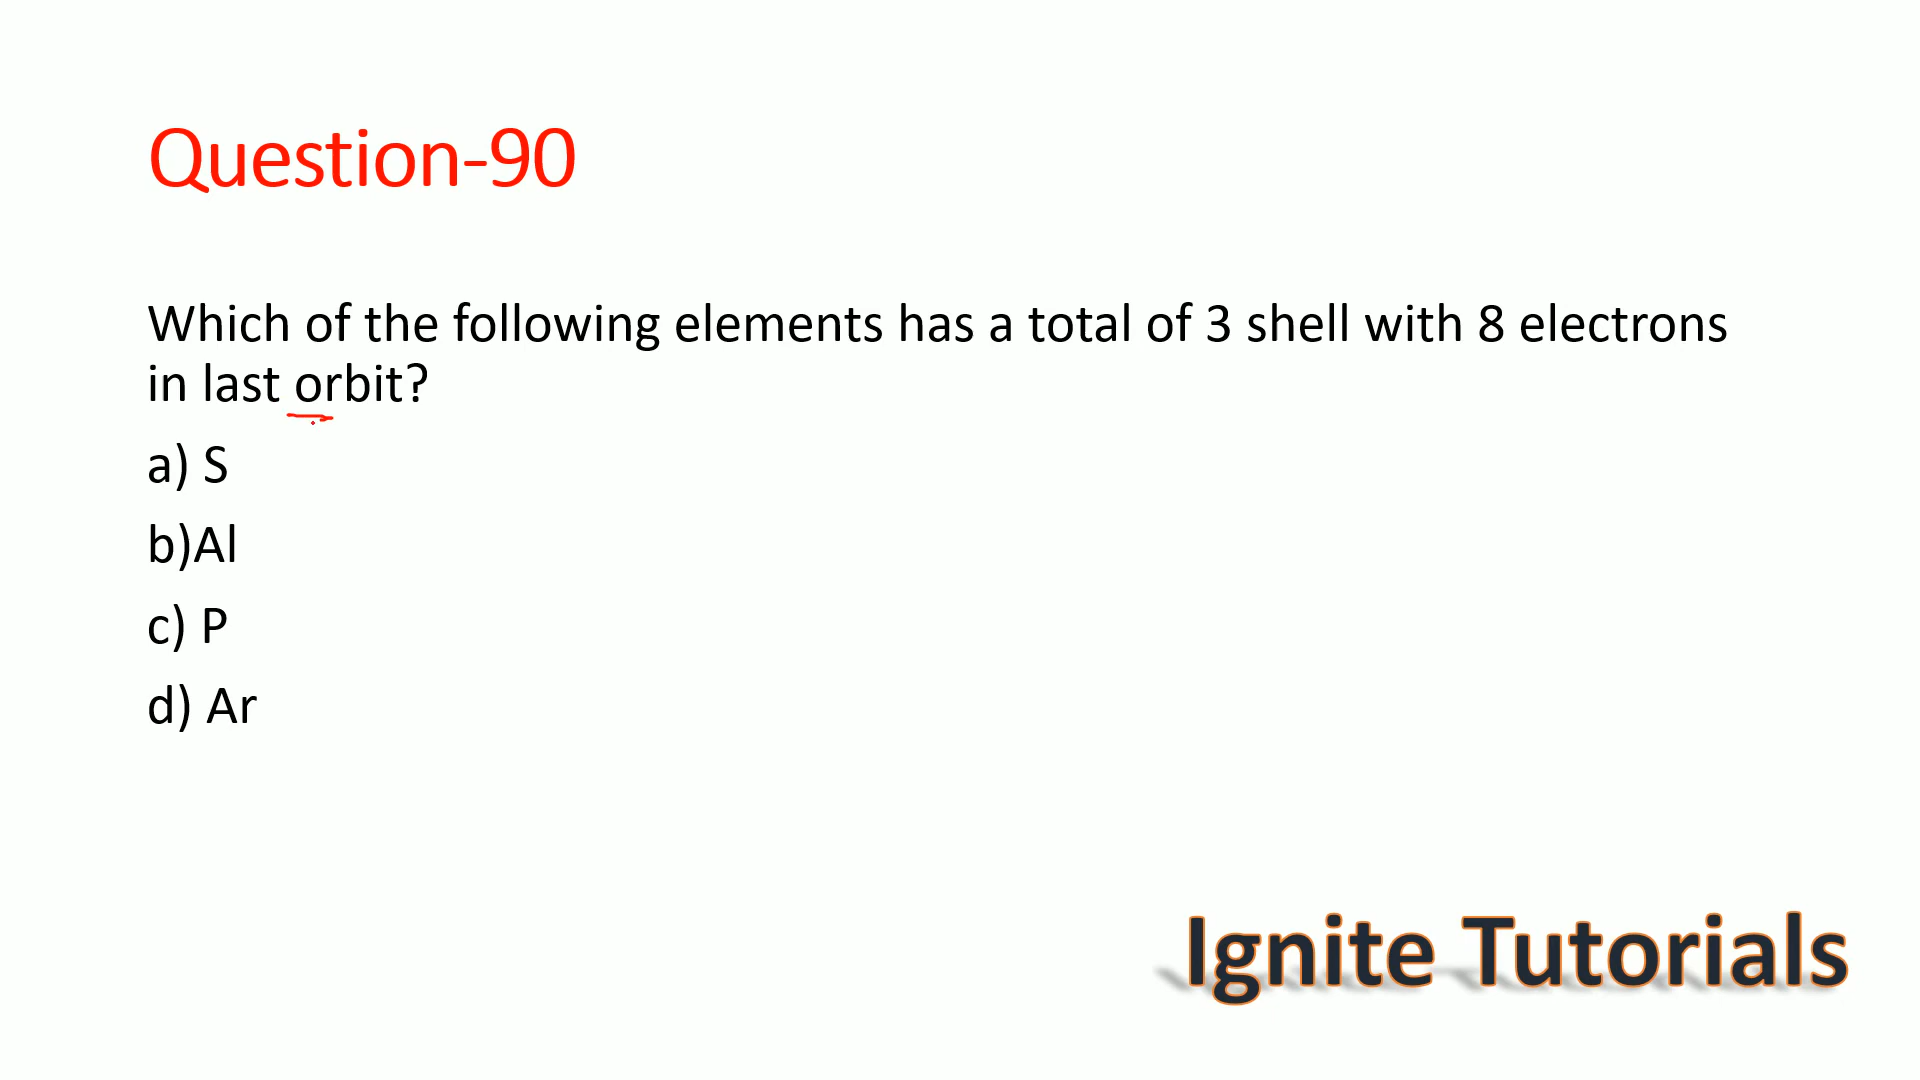 Question-90
Which of the following elements has a total of 3 shell with 8 electrons
in last orbit?
a) S
b)Al
c) P
d) Ar
Ignite Tutorials